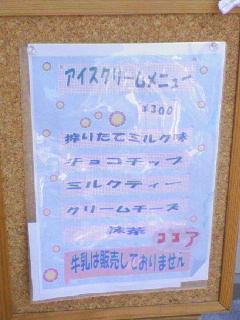 アイスクリームメニュー
¥300
搾りたてミルク味
チョコチップ
ミルクティー
クリームチーズ
抹茶 ココア
牛乳は販売しておりません